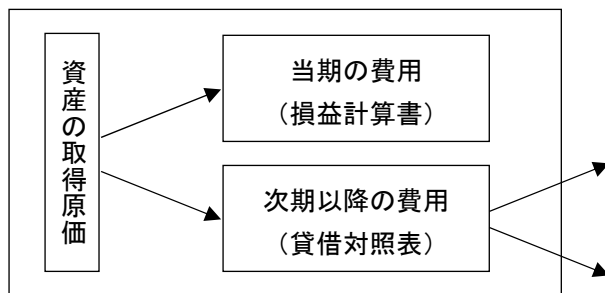 資産の取得原価
当期の費用
（損益計算書）
次期以降の費用
（貸借対照表）